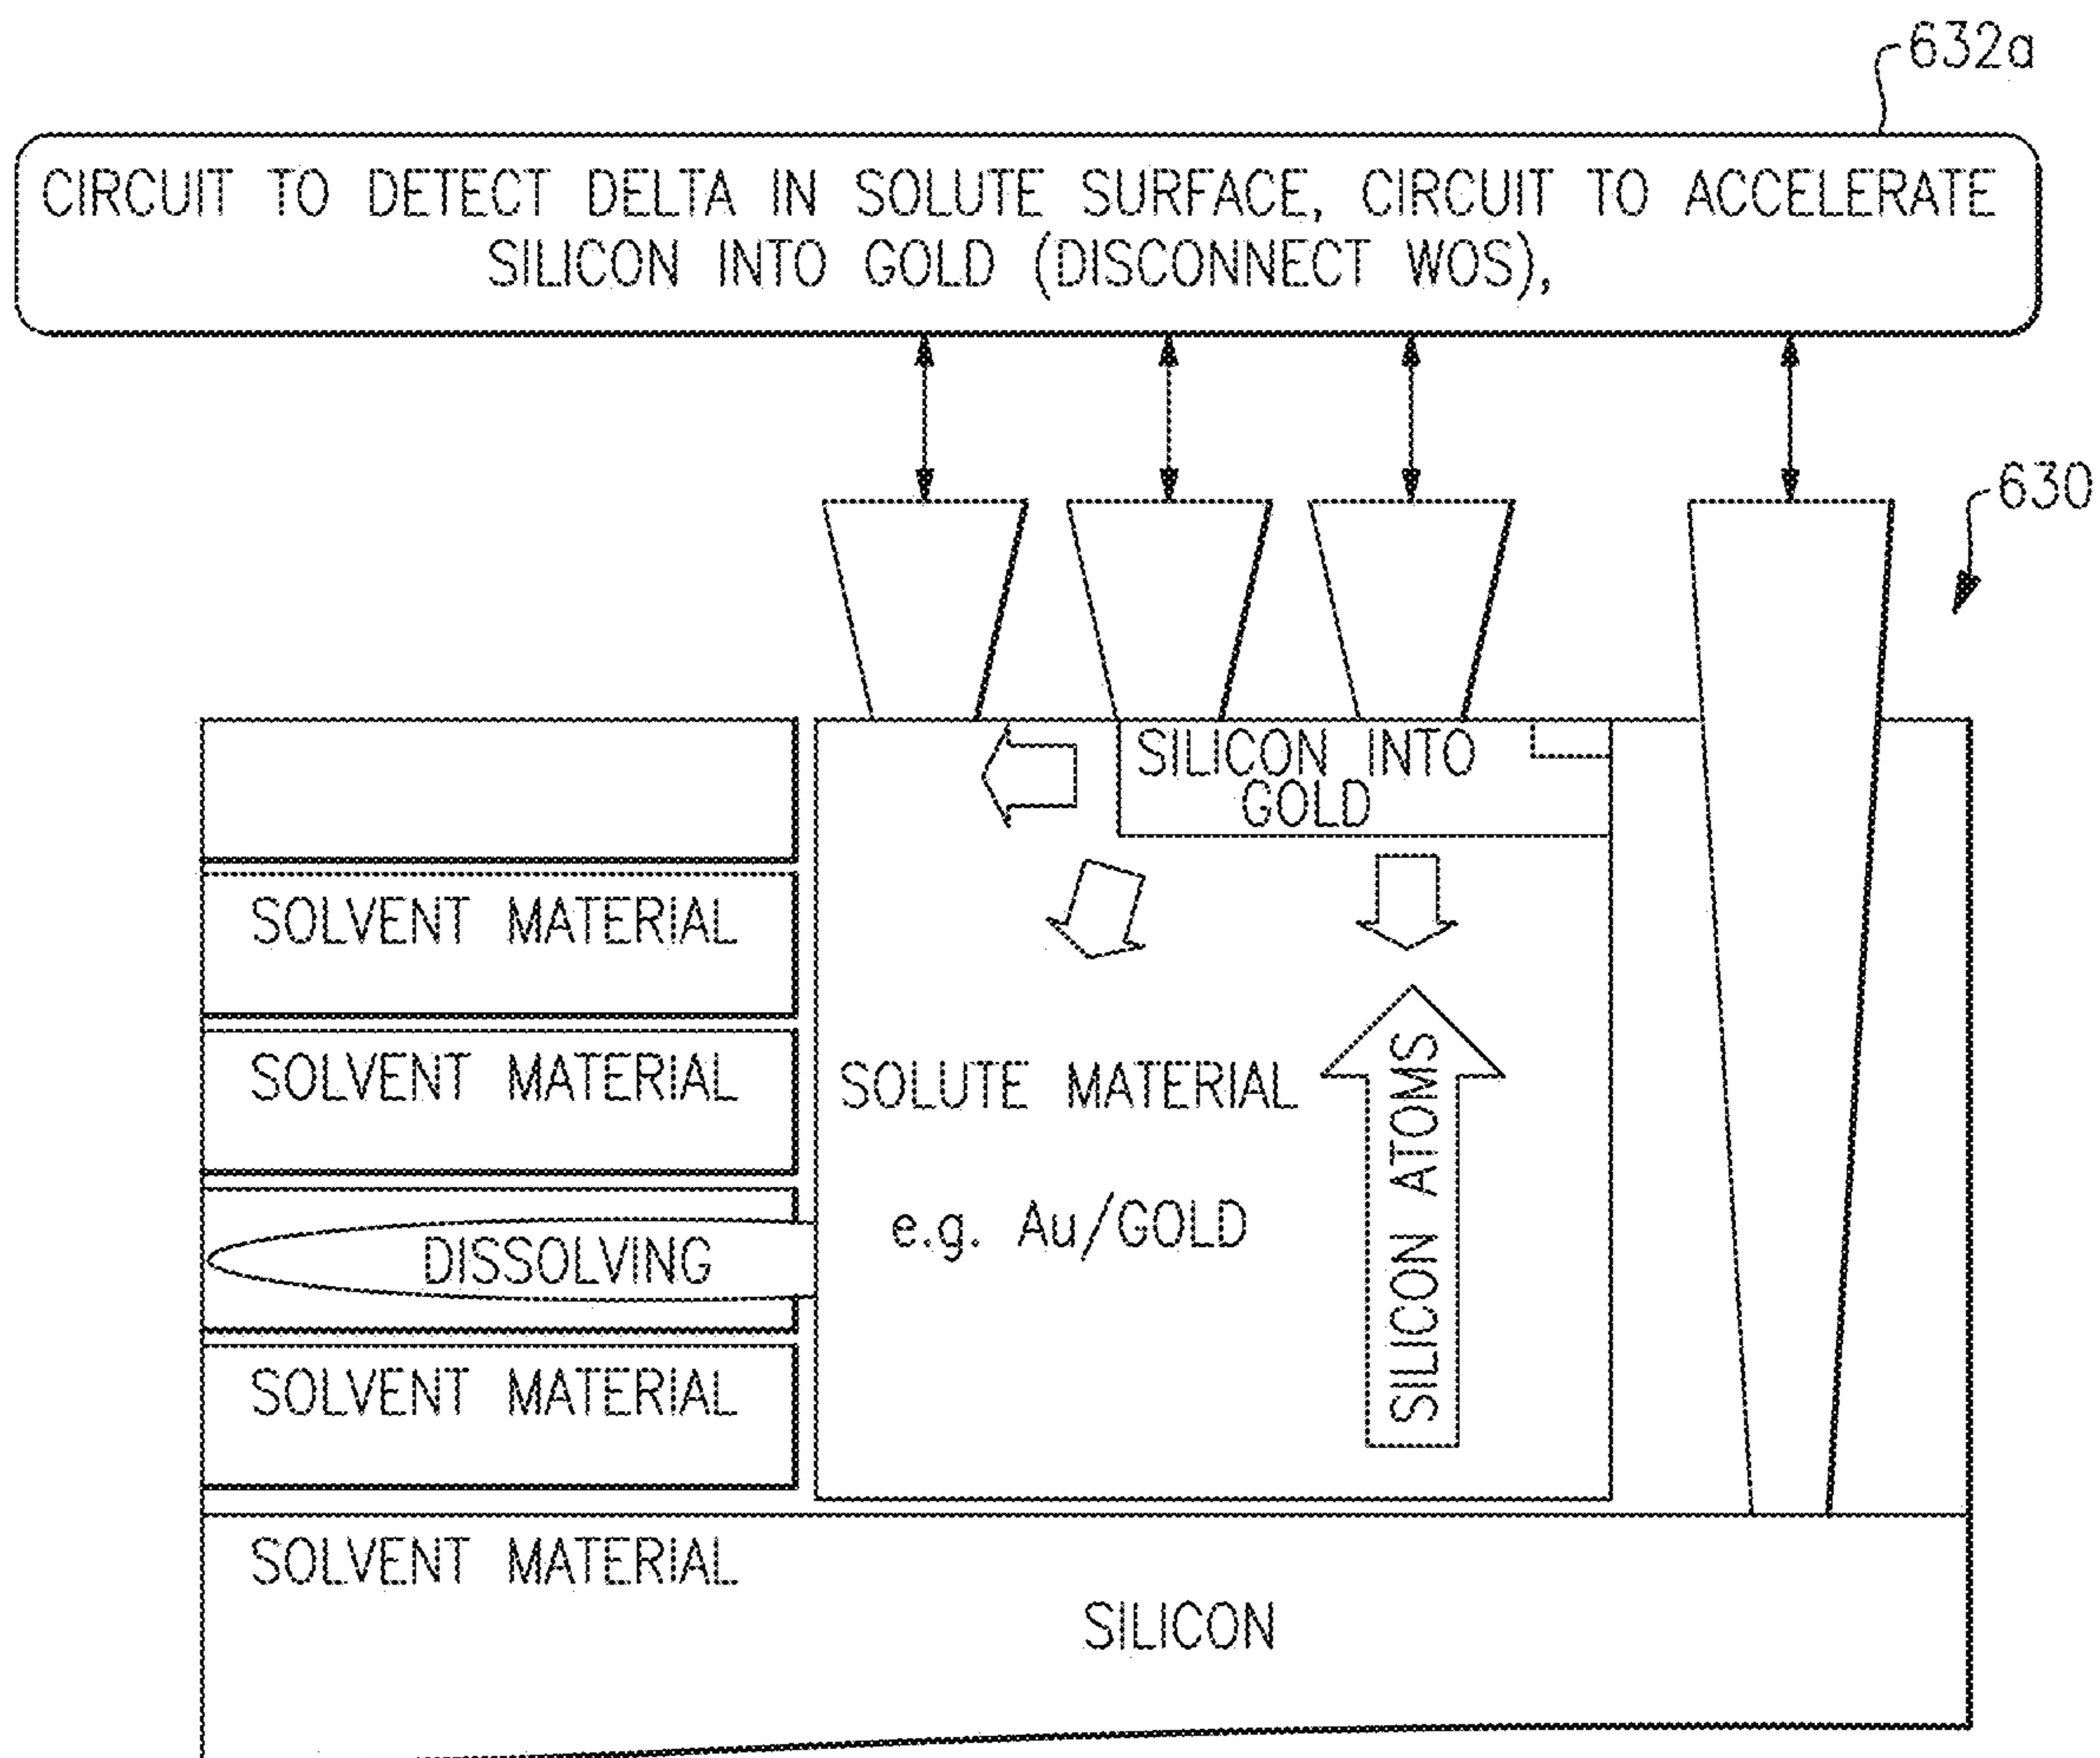 632a
CIRCUIT TO DETECT DELTA IN SOLUTE SURFACE, CIRCUIT TO ACCELERATE
SILICON INTO GOLD (DISCONNECT WOS),
630
SILICON INTO
GOLD
SOLVENT MATERIAL
SOLVENT MATERIAL
SOLUTE MATERIAL
SILICON ATOMS
e.g. Au/GOLD
DISSOLVING
SOLVENT MATERIAL
SOLVENT MATERIAL
SILICON